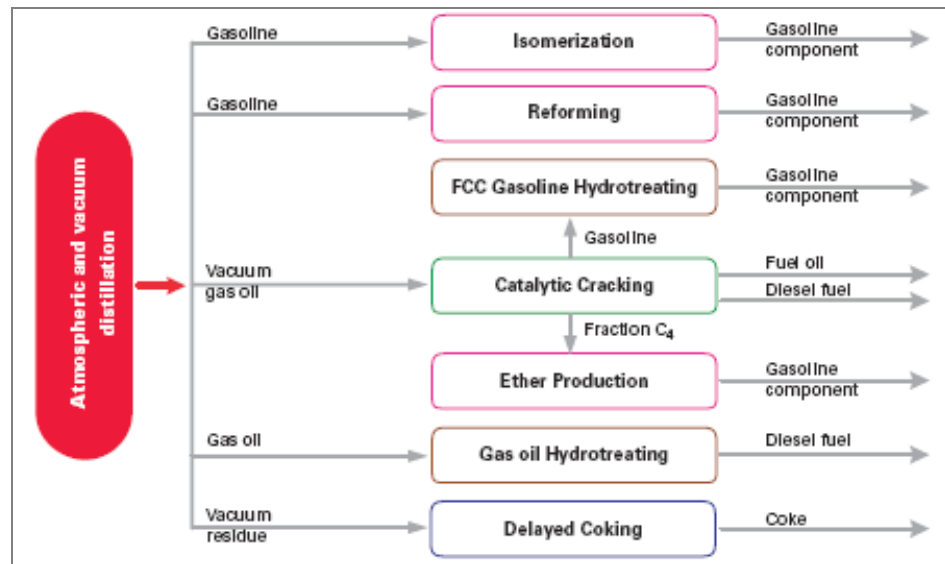 Atmospheric and vacuum
distillation
Gasoline
Isomerization
Gasoline
component
Gasoline
Reforming
Gasoline
component
FCC Gasoline Hydrotreating
Gasoline
component
Gasoline
Vacuum
gas oil
Catalytic Cracking
Fuel oil
Diesel fuel
Fraction C₄
Ether Production
Gasoline
component
Gas oil
Gas oil Hydrotreating
Diesel fuel
Vacuum
residue
Delayed Coking
Coke